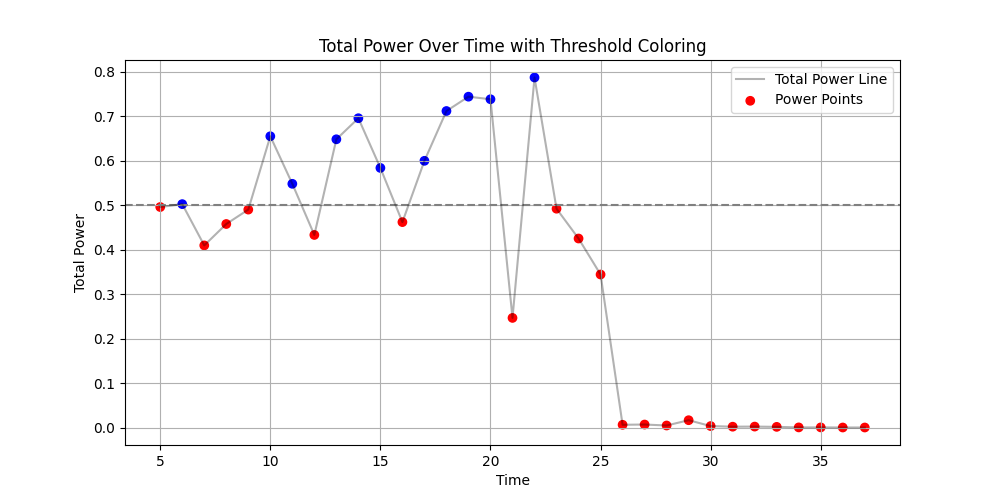 Total Power Over Time with Threshold Coloring
Total Power Line
Power Points
0.8
0.7
0.6
0.5
0.4
0.3
0.2
0.1
0.0
Total Power
5 10 15 20 25 30 35
Time